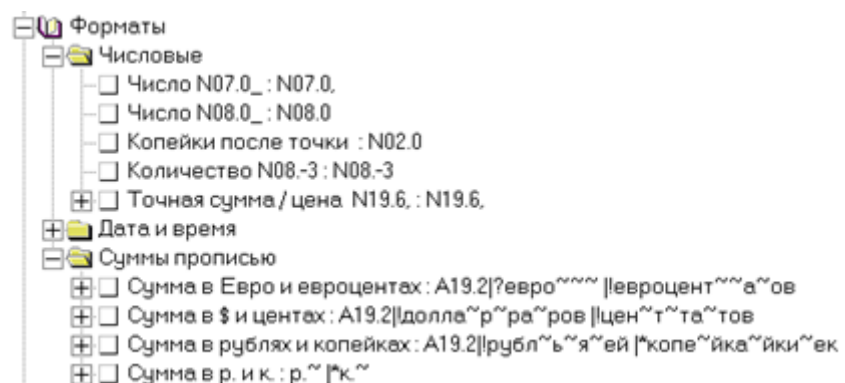 Форматы
Числовые
Число N07.0_ : N07.0,
Число N08.0_ : N08.0
Копейки после точки : N02.0
Количество N08.-3 : N08.-3
Точная сумма / цена N19.6, : N19.6,
Дата и время
Суммы прописью
Сумма в Евро и евроцентах : A19.2|?евро~~~ |!евроцент~~а~ов
Сумма в $ и центах : A19.2|!долла~р~ра~ров |!цен~т~та~тов
Сумма в рублях и копейках : A19.2|!рубл~ь~я~ей |*копе~йка~йки~ек
Сумма в р. и к. : р.~ |*к.~